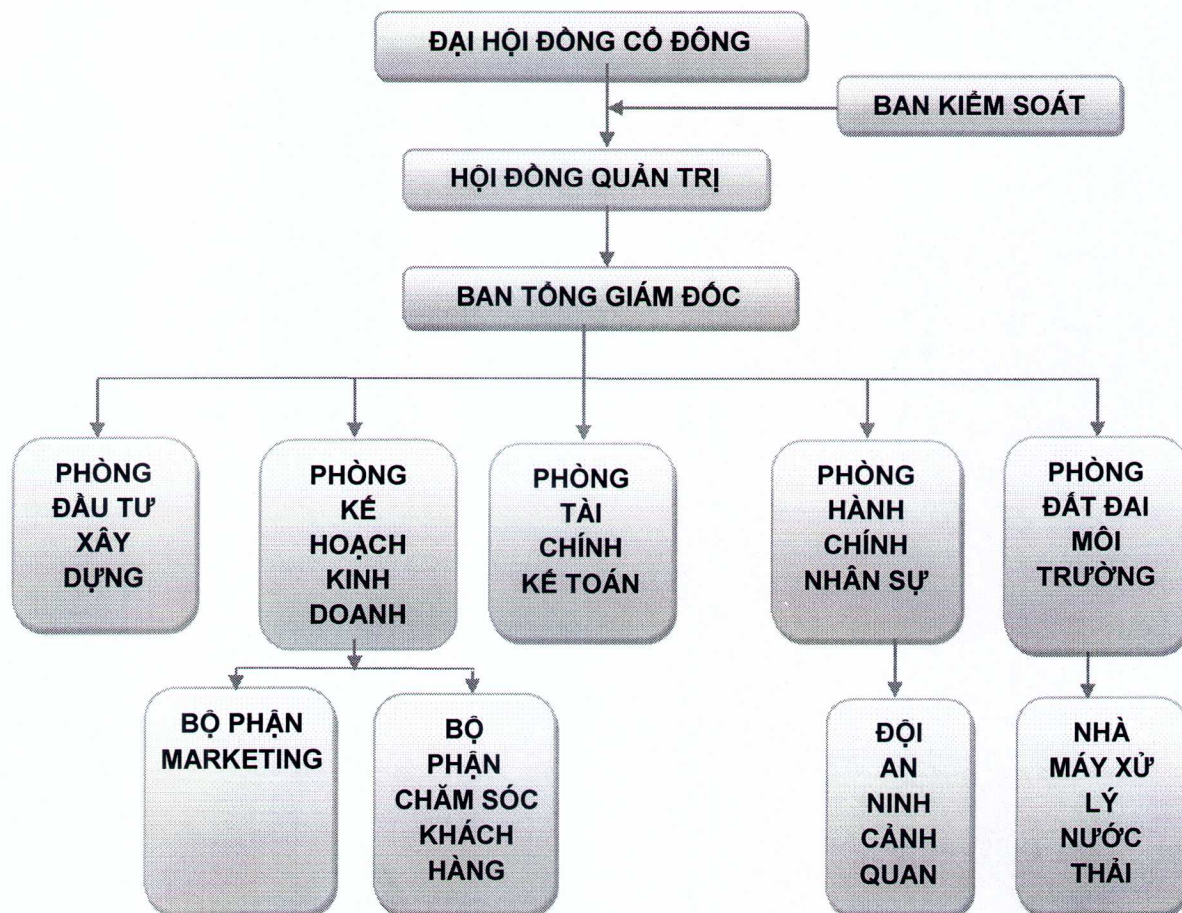 ĐẠI HỘI ĐỒNG CỔ ĐÔNG
BAN KIỂM SOÁT
HỘI ĐỒNG QUẢN TRỊ
BAN TỔNG GIÁM ĐỐC
PHÒNG
ĐẦU TƯ
XÂY
DỰNG
PHÒNG
KẾ
HOẠCH
KINH
DOANH
PHÒNG
TÀI
CHÍNH
KẾ TOÁN
PHÒNG
HÀNH
CHÍNH
NHÂN SỰ
PHÒNG
ĐẤT ĐAI
MÔI
TRƯỜNG
BỘ PHẬN
MARKETING
BỘ
PHẬN
CHĂM SÓC
KHÁCH
HÀNG
ĐỘI
AN
NINH
CẢNH
QUAN
NHÀ
MÁY XỬ
LÝ
NƯỚC
THẢI